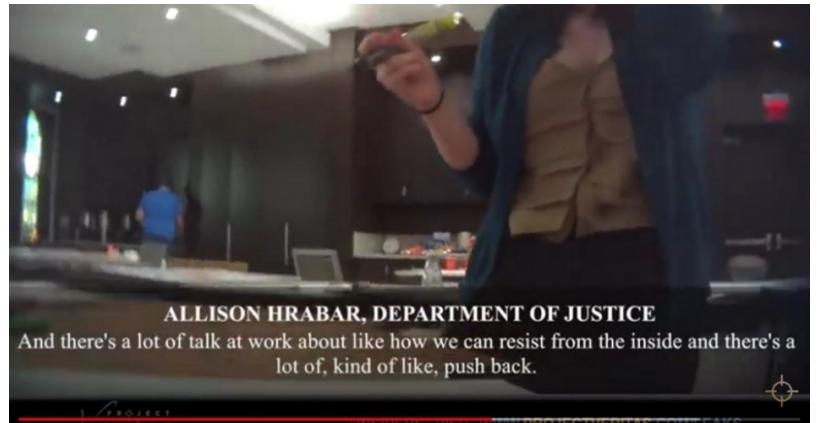 ALLISON HRABAR, DEPARTMENT OF JUSTICE
And there's a lot of talk at work about like how we can resist from the inside and there's a
lot of, kind of like, push back.
PROJECT